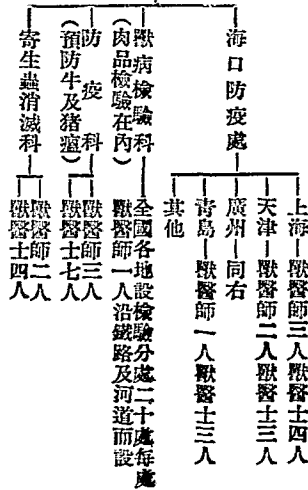 海口防疫處
上海獸醫師三人獸醫士四人
天津—獸醫師二人獸醫士三人
廣州—同右
青島—獸醫師一人獸醫士三人
其他
獸病檢驗科
(肉品檢驗在內)
全國各地設檢驗分處二十處每處
獸醫師一人沿鐵路及河道而設
防疫科
(預防牛及猪瘟)
獸醫師三人
獸醫士七人
寄生蟲消滅科
獸醫師二人
獸醫士四人